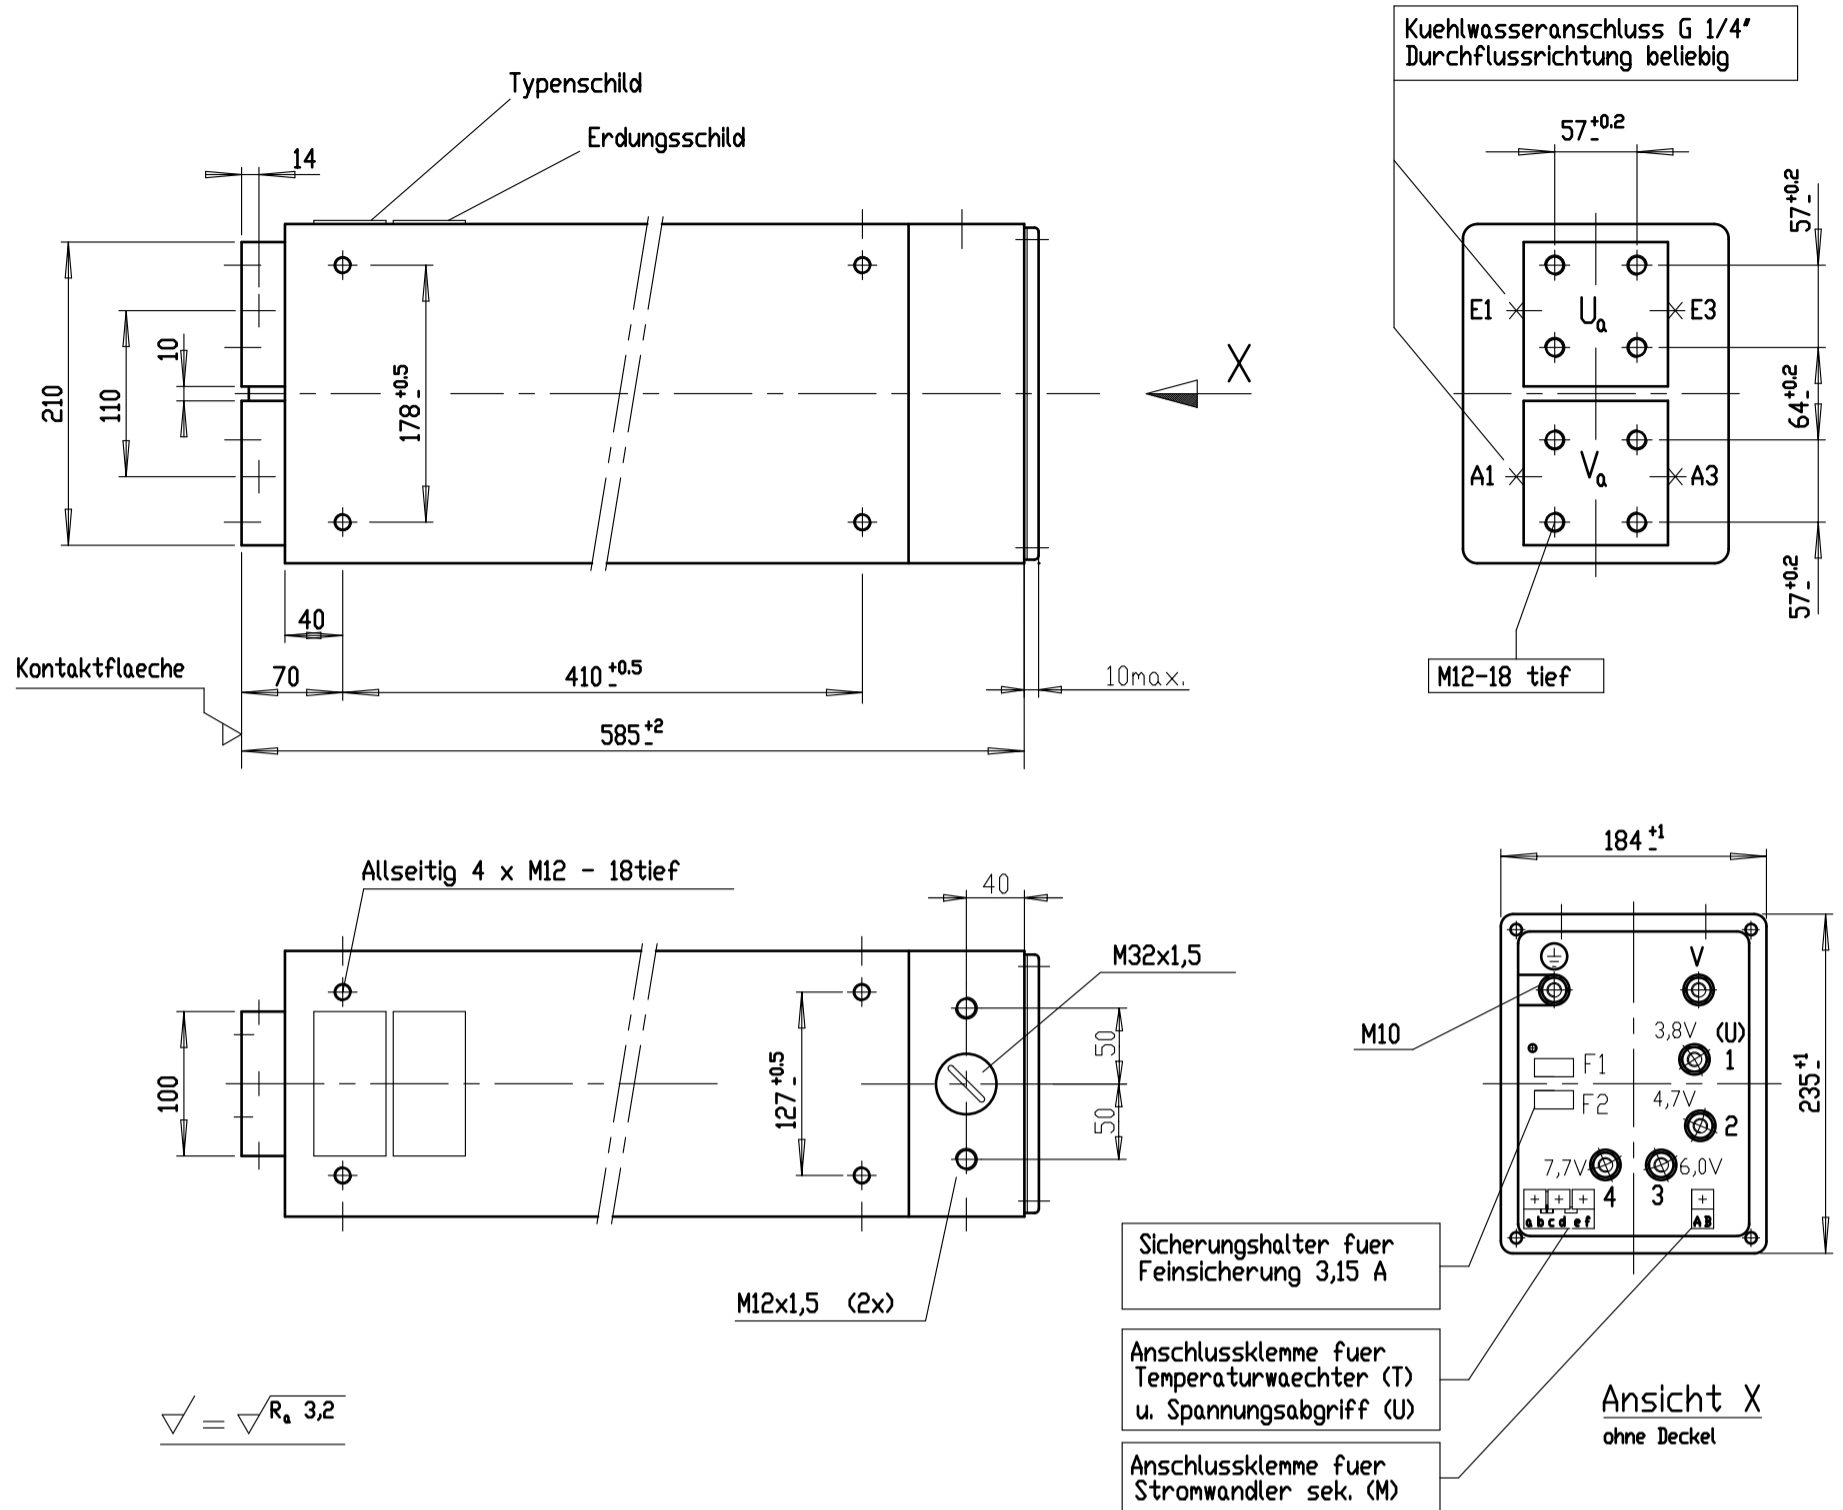 Kuehlwasseranschluss G 1/4"
Durchflussrichtung beliebig
Typenschild
Erdungsschild
14
57 +0.2 -
57 +0.2 -
E1
Ua
E3
X
10
210
110
178 +0.5 -
64 +0.2 -
A1
Va
A3
57 +0.2 -
40
Kontaktflaeche
70
410 +0.5 -
10max.
M12-18 tief
585 +2 -
184 +1 -
Allseitig 4 x M12 - 18tief
40
M32x1,5
V
M10
3,8V (U)
1
50
F1
100
127 +0.5 -
235 +1 -
4,7V
F2
50
2
7,7V
6,0V
4
3
+ + +
a b c d e f
+
AB
Sicherungshalter fuer
Feinsicherung 3,15 A
M12x1,5 (2x)
Anschlussklemme fuer
Temperaturwaechter (T)
u. Spannungsabgriff (U)
Ansicht X
ohne Deckel
= Ra 3,2
Anschlussklemme fuer
Stromwandler sek. (M)